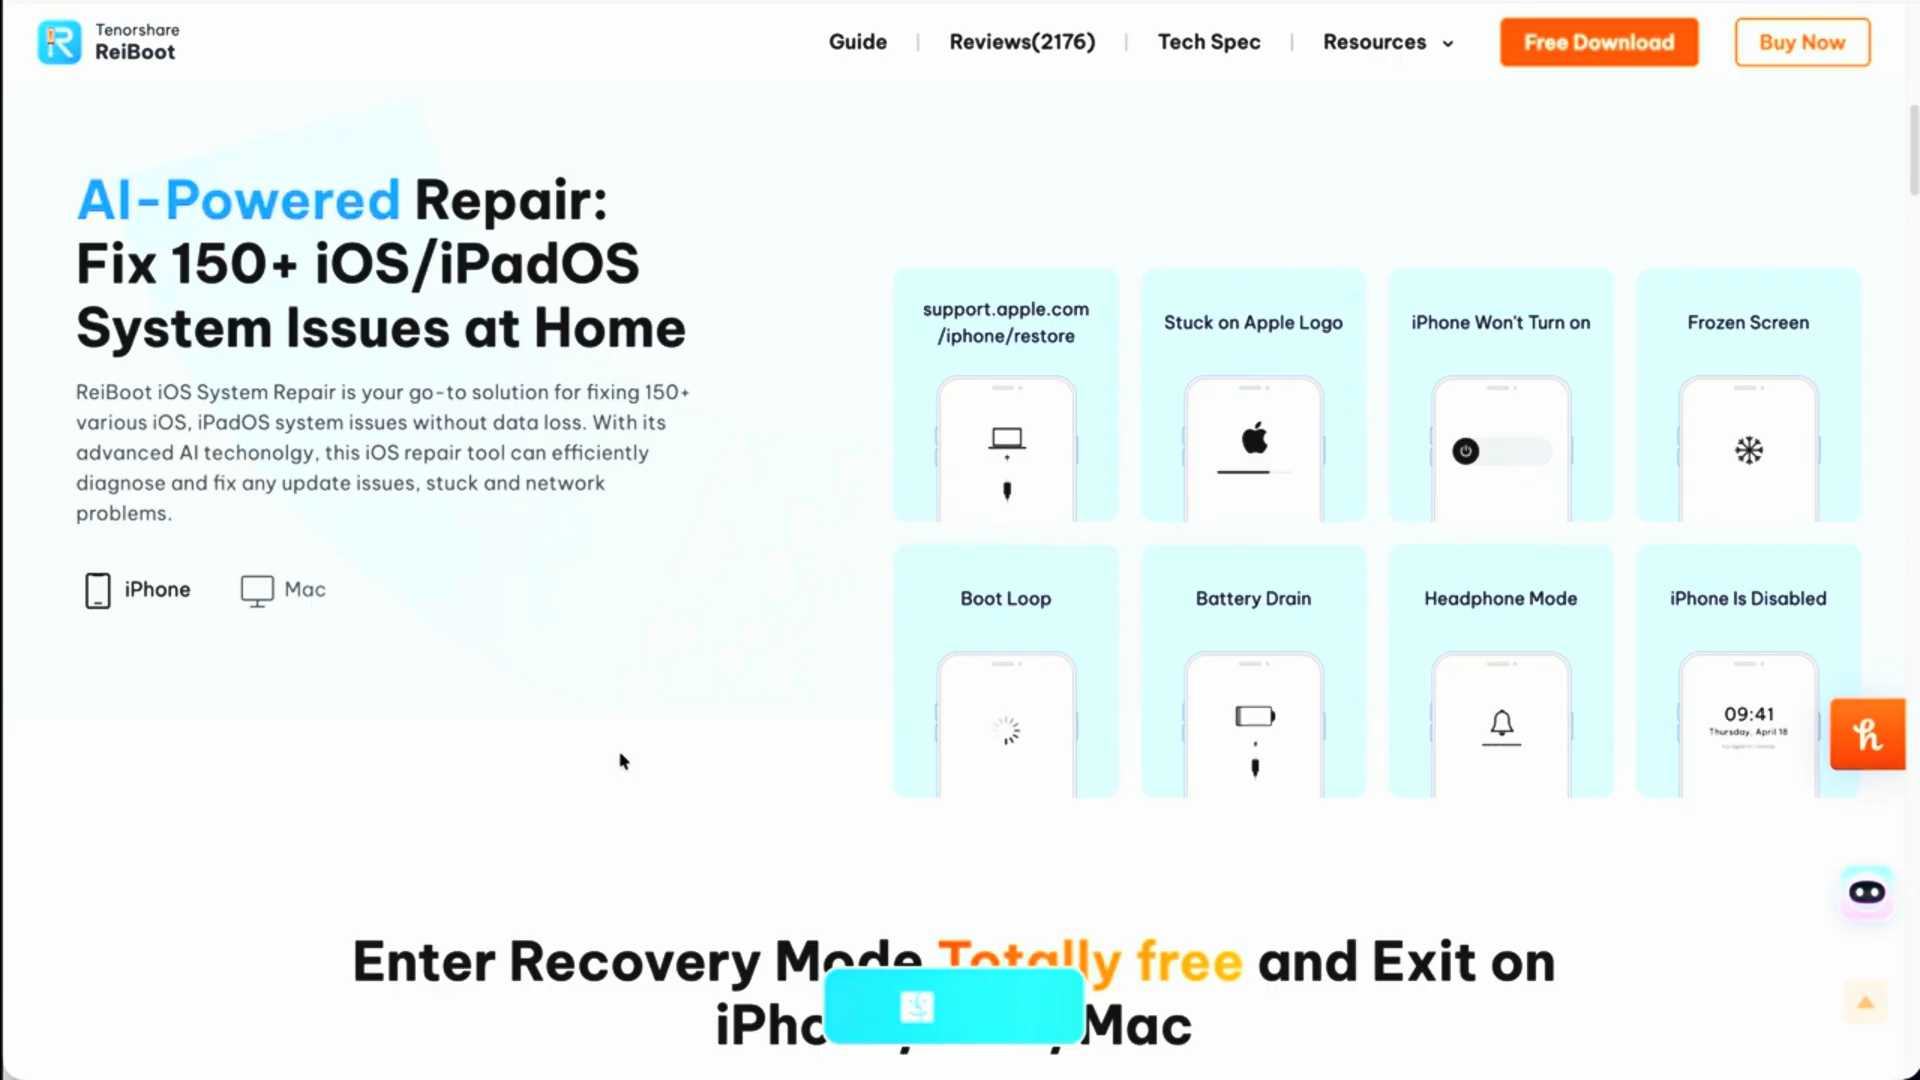 Tenorshare
ReiBoot
Guide
Reviews(2176)
Tech Spec
Resources
Free Download
Buy Now
AI-Powered Repair:
Fix 150+ iOS/iPadOS
System Issues at Home
ReiBoot iOS System Repair is your go-to solution for fixing 150+
various iOS, iPadOS system issues without data loss. With its
advanced AI techonolgy, this iOS repair tool can efficiently
diagnose and fix any update issues, stuck and network
problems.
iPhone
Mac
support.apple.com
/iphone/restore
Stuck on Apple Logo
iPhone Won't Turn on
Frozen Screen
Boot Loop
Battery Drain
Headphone Mode
iPhone Is Disabled
09:41
Thursday, April 18
Enter Recovery Mode Totally free and Exit on
Mac